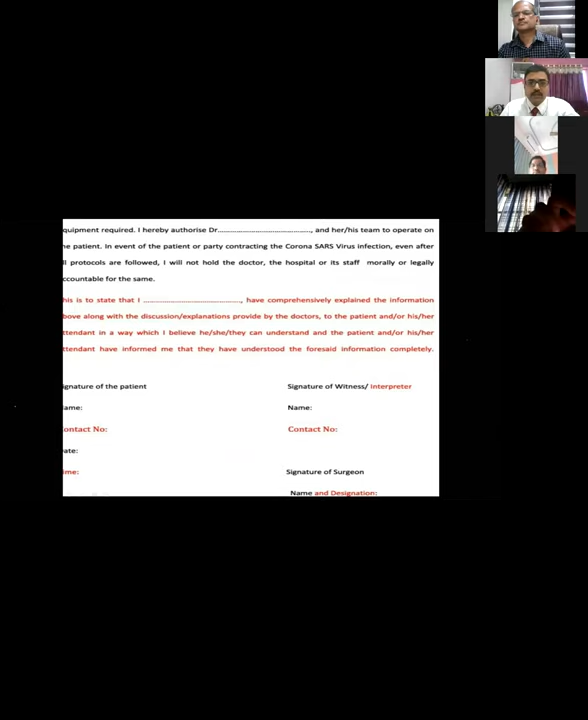 quipment required. I hereby authorise Dr..............................................., and her/his team to operate on
he patient. In event of the patient or party contracting the Corona SARS Virus infection, even after
ll protocols are followed, I will not hold the doctor, the hospital or its staff morally or legally
ccountable for the same.
his is to state that I ................................................., have comprehensively explained the information
bove along with the discussion/explanations provide by the doctors, to the patient and/or his/her
ttendant in a way which I believe he/she/they can understand and the patient and/or his/her
ttendant have informed me that they have understood the foresaid information completely.
ignature of the patient Signature of Witness/ Interpreter
ame: Name:
ontact No: Contact No:
ate:
ime: Signature of Surgeon
Name and Designation: